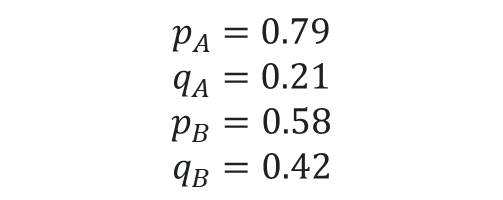 p_A = 0.79
q_A = 0.21
p_B = 0.58
q_B = 0.42